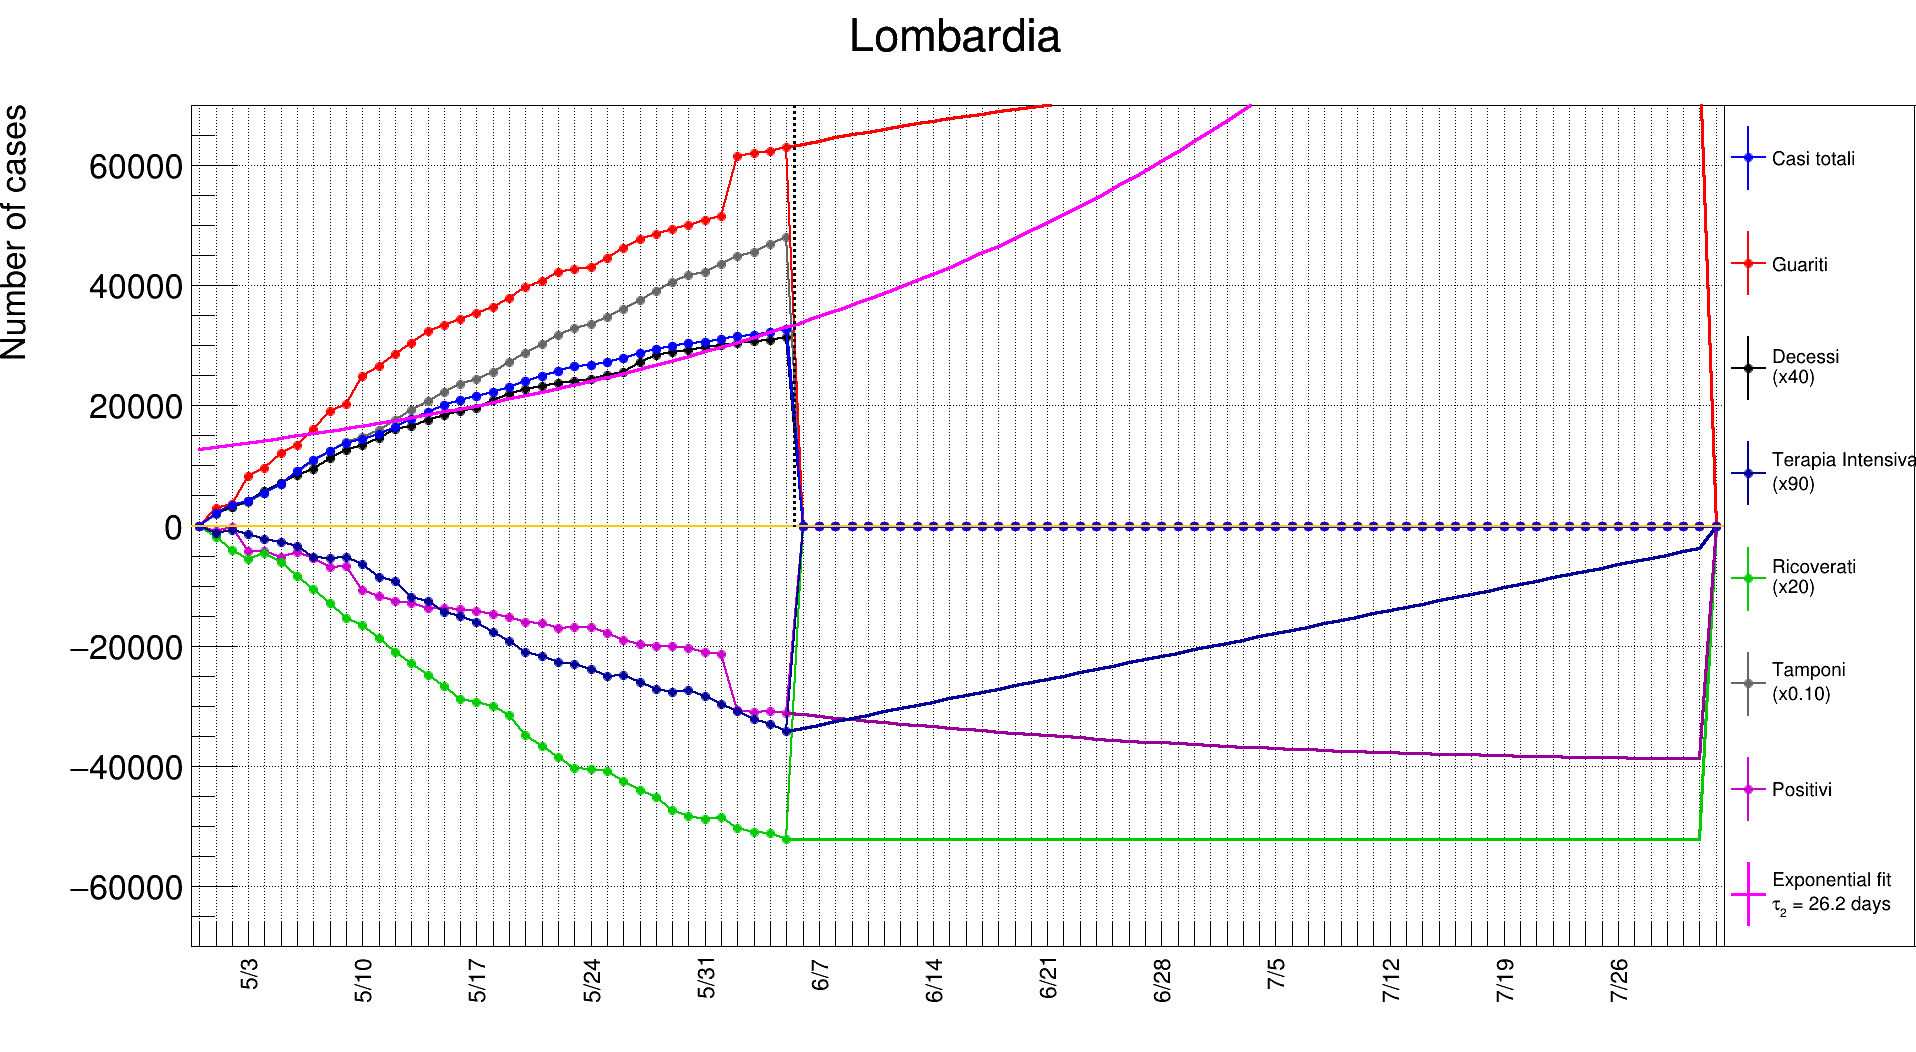 Lombardia
Number of cases
60000
40000
20000
0
−20000
−40000
−60000
5/3
5/10
5/17
5/24
5/31
6/7
6/14
6/21
6/28
7/5
7/12
7/19
7/26
Casi totali
Guariti
Decessi
(x40)
Terapia Intensiva
(x90)
Ricoverati
(x20)
Tamponi
(x0.10)
Positivi
Exponential fit
τ2 = 26.2 days